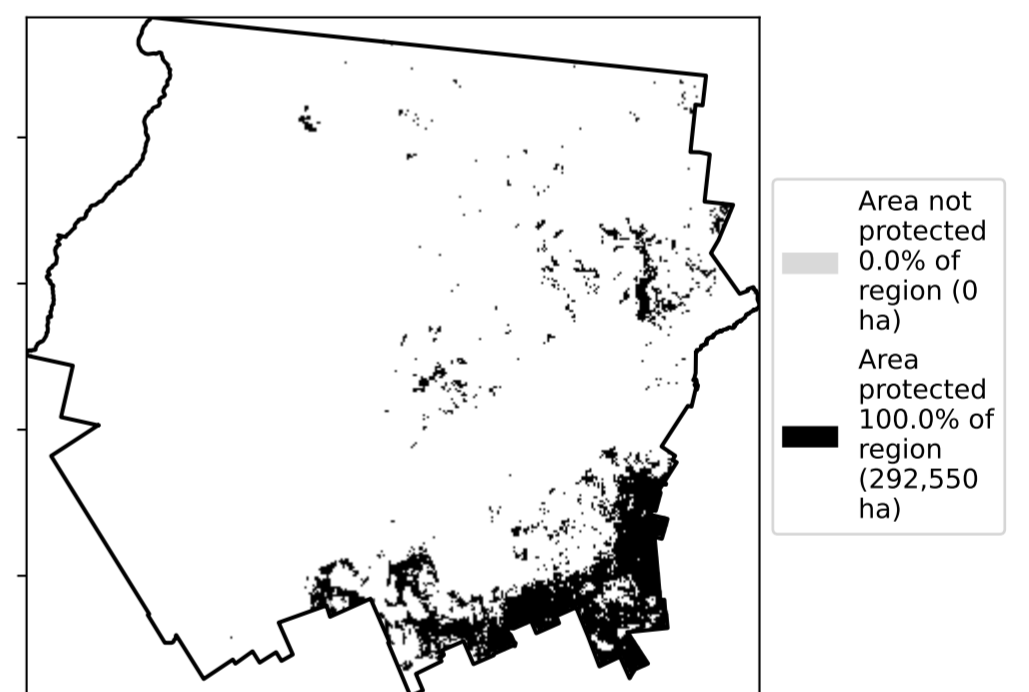 Area not
protected
0.0% of
region (0
ha)
Area
protected
100.0% of
region
(292,550
ha)